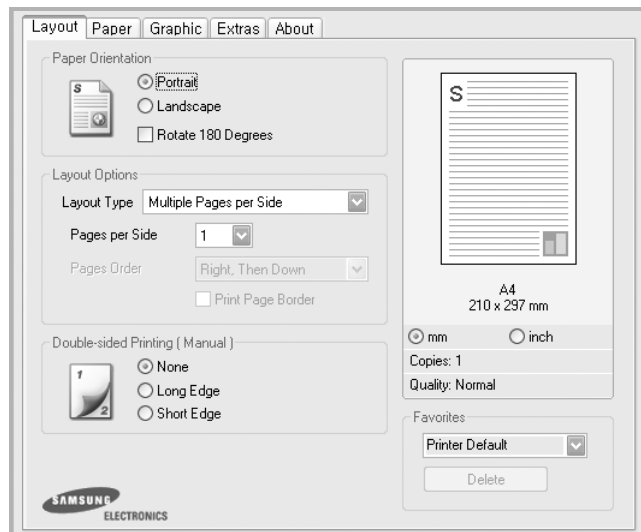 Layout Paper Graphic Extras About
Paper Orientation
S
Portrait
Landscape
Rotate 180 Degrees
Layout Options
Layout Type Multiple Pages per Side
Pages per Side 1
Pages Order Right, Then Down
Print Page Border
Double-sided Printing ( Manual )
1
2
None
Long Edge
Short Edge
SAMSUNG
ELECTRONICS
S
A4
210 x 297 mm
mm inch
Copies: 1
Quality: Normal
Favorites
Printer Default
Delete